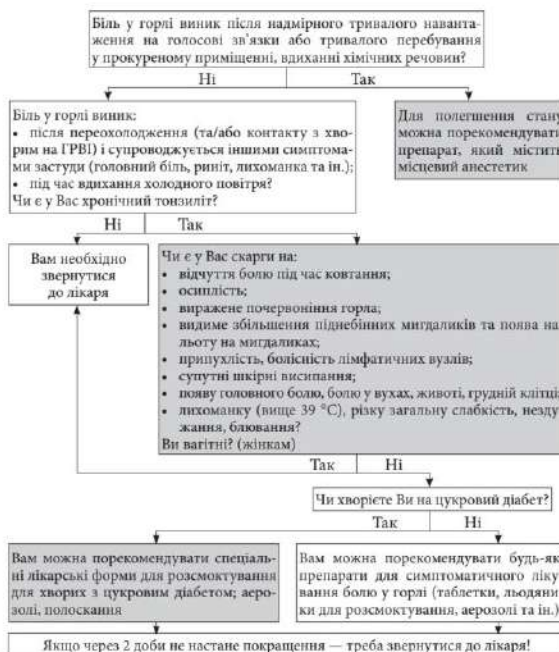 Біль у горлі виник після надмірного тривалого наванта-
ження на голосові зв'язки або тривалого перебування
у прокуреному приміщенні, вдиханні хімічних речовин?
Ні
Так
Біль у горлі виник:
• після переохолодження (та/або контакту з хво-
рим на ГРВІ) і супроводжується іншими симптома-
ми застуди (головний біль, риніт, лихоманка та ін.);
• під час вдихання холодного повітря?
Чи є у Вас хронічний тонзиліт?
Для полегшення стану
можна порекомендувати
препарат, який містить
місцевий анестетик
Ні
Так
Вам необхідно
звернутися
до лікаря
Чи є у Вас скарги на:
• відчуття болю під час ковтання;
• осиплість;
• виражене почервоніння горла;
• видиме збільшення піднебінних мигдаликів та поява на-
льоту на мигдаликах;
• припухлість, болісність лімфатичних вузлів;
• супутні шкірні висипання;
• появу головного болю, болю у вухах, животі, грудній клітці;
• лихоманку (вище 39 °C), різку загальну слабкість, незду-
жання, блювання?
Ви вагітні? (жінкам)
Так
Ні
Чи хворієте Ви на цукровий діабет?
Так
Ні
Вам можна порекомендувати спеціаль-
ні лікарські форми для розсмоктування
для хворих з цукровим діабетом; аеро-
золі, полоскання
Вам можна порекомендувати будь-які
препарати для симптоматичного ліку-
вання болю у горлі (таблетки, льодяни-
ки для розсмоктування, аерозолі та ін.)
Якщо через 2 доби не настане покращення — треба звернутися до лікаря!